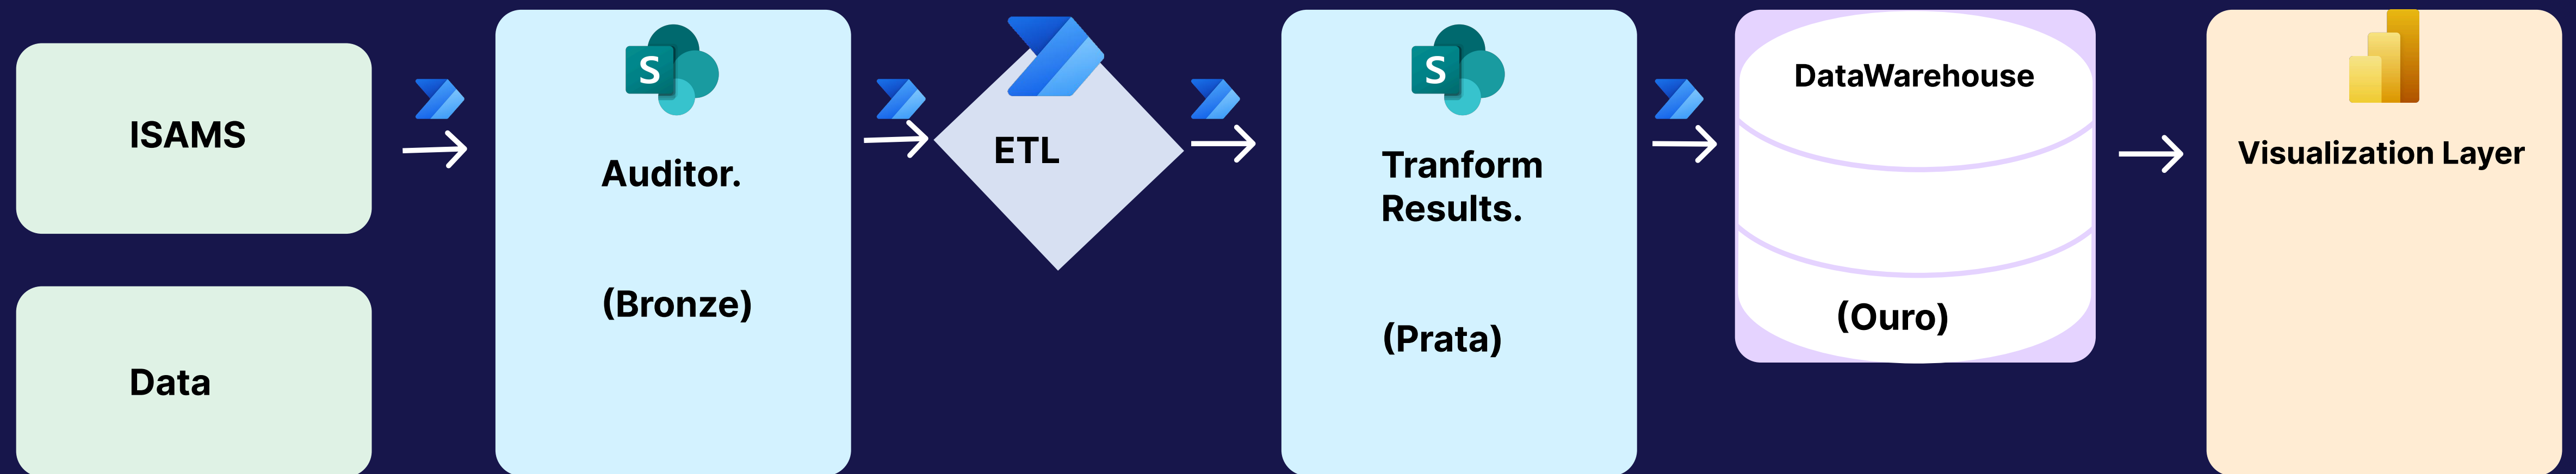 ISAMS
Data
S
Auditor.
(Bronze)
ETL
S
Tranform
Results.
(Prata)
DataWarehouse
(Ouro)
Visualization Layer